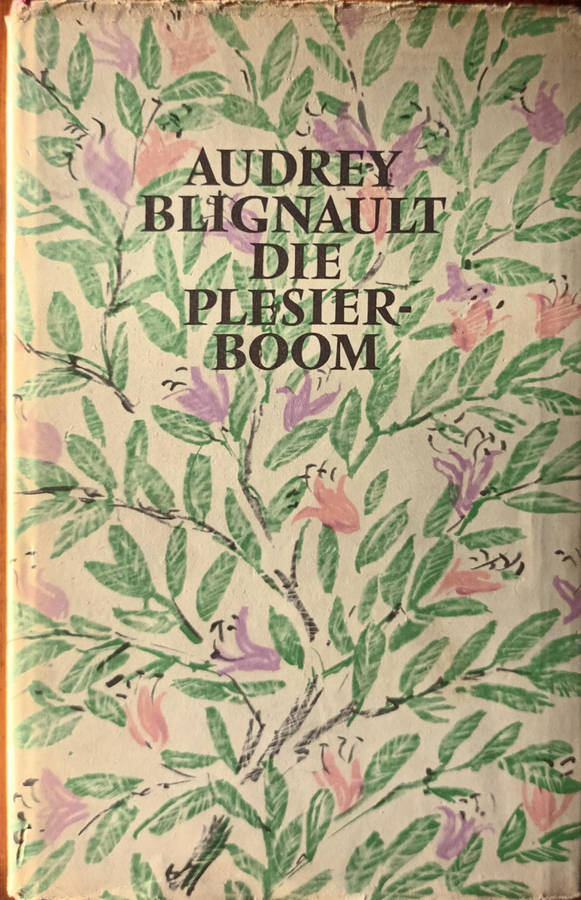 AUDREY
BLIGNAULT
DIE
PLESIER-
BOOM